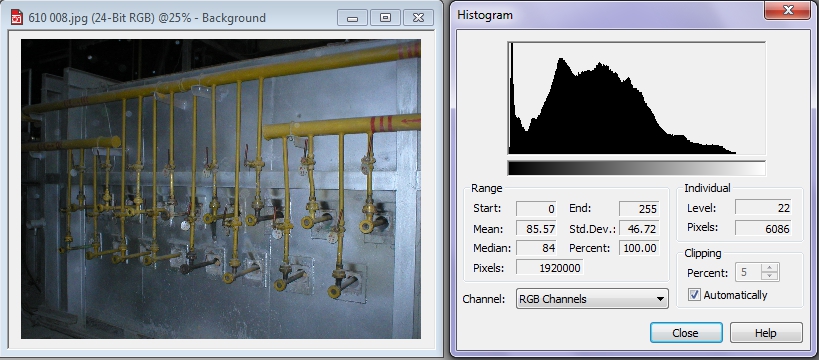 610 008.jpg (24-Bit RGB) @25% - Background
Histogram
Range
Start: 0 End: 255
Mean: 85.57 Std.Dev.: 46.72
Median: 84 Percent: 100.00
Pixels: 1920000
Individual
Level: 22
Pixels: 6086
Clipping
Percent: 5
Automatically
Channel: RGB Channels
Close Help